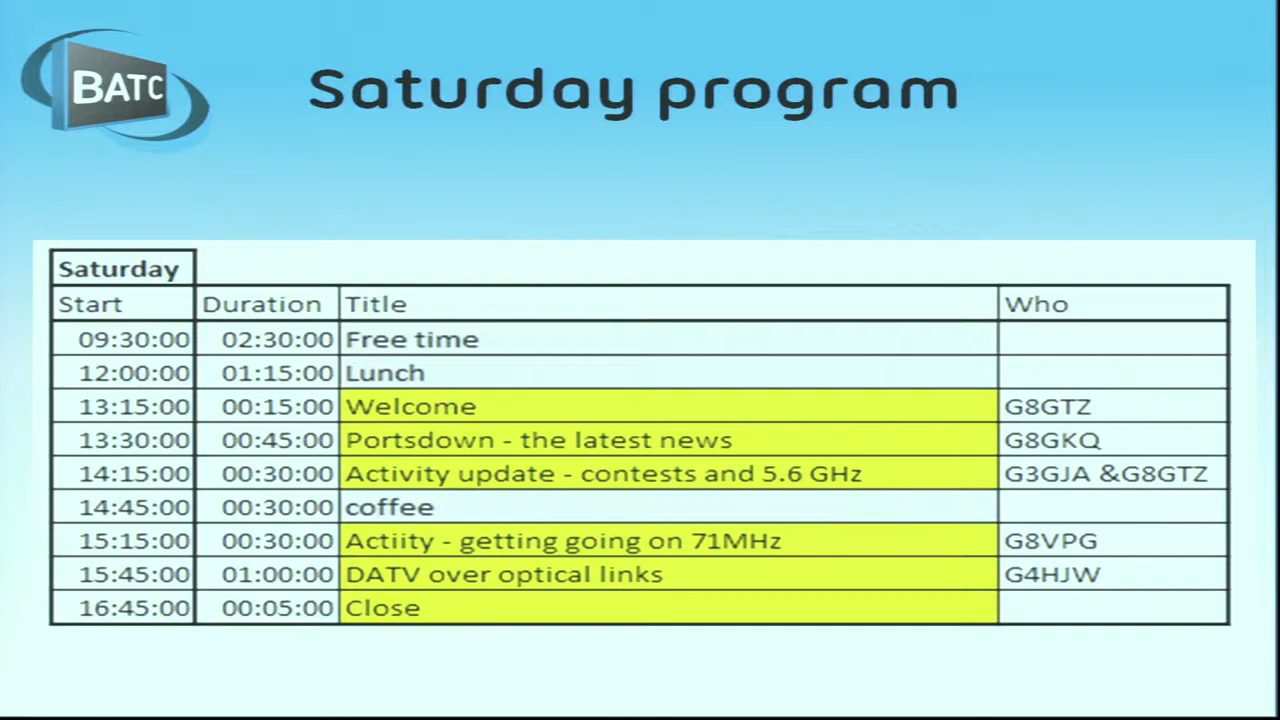 BATC
Saturday program
Saturday
Start Duration Title Who
09:30:00 02:30:00 Free time
12:00:00 01:15:00 Lunch
13:15:00 00:15:00 Welcome G8GTZ
13:30:00 00:45:00 Portsdown - the latest news G8GKQ
14:15:00 00:30:00 Activity update - contests and 5.6 GHz G3GJA &G8GTZ
14:45:00 00:30:00 coffee
15:15:00 00:30:00 Actiity - getting going on 71MHz G8VPG
15:45:00 01:00:00 DATV over optical links G4HJW
16:45:00 00:05:00 Close